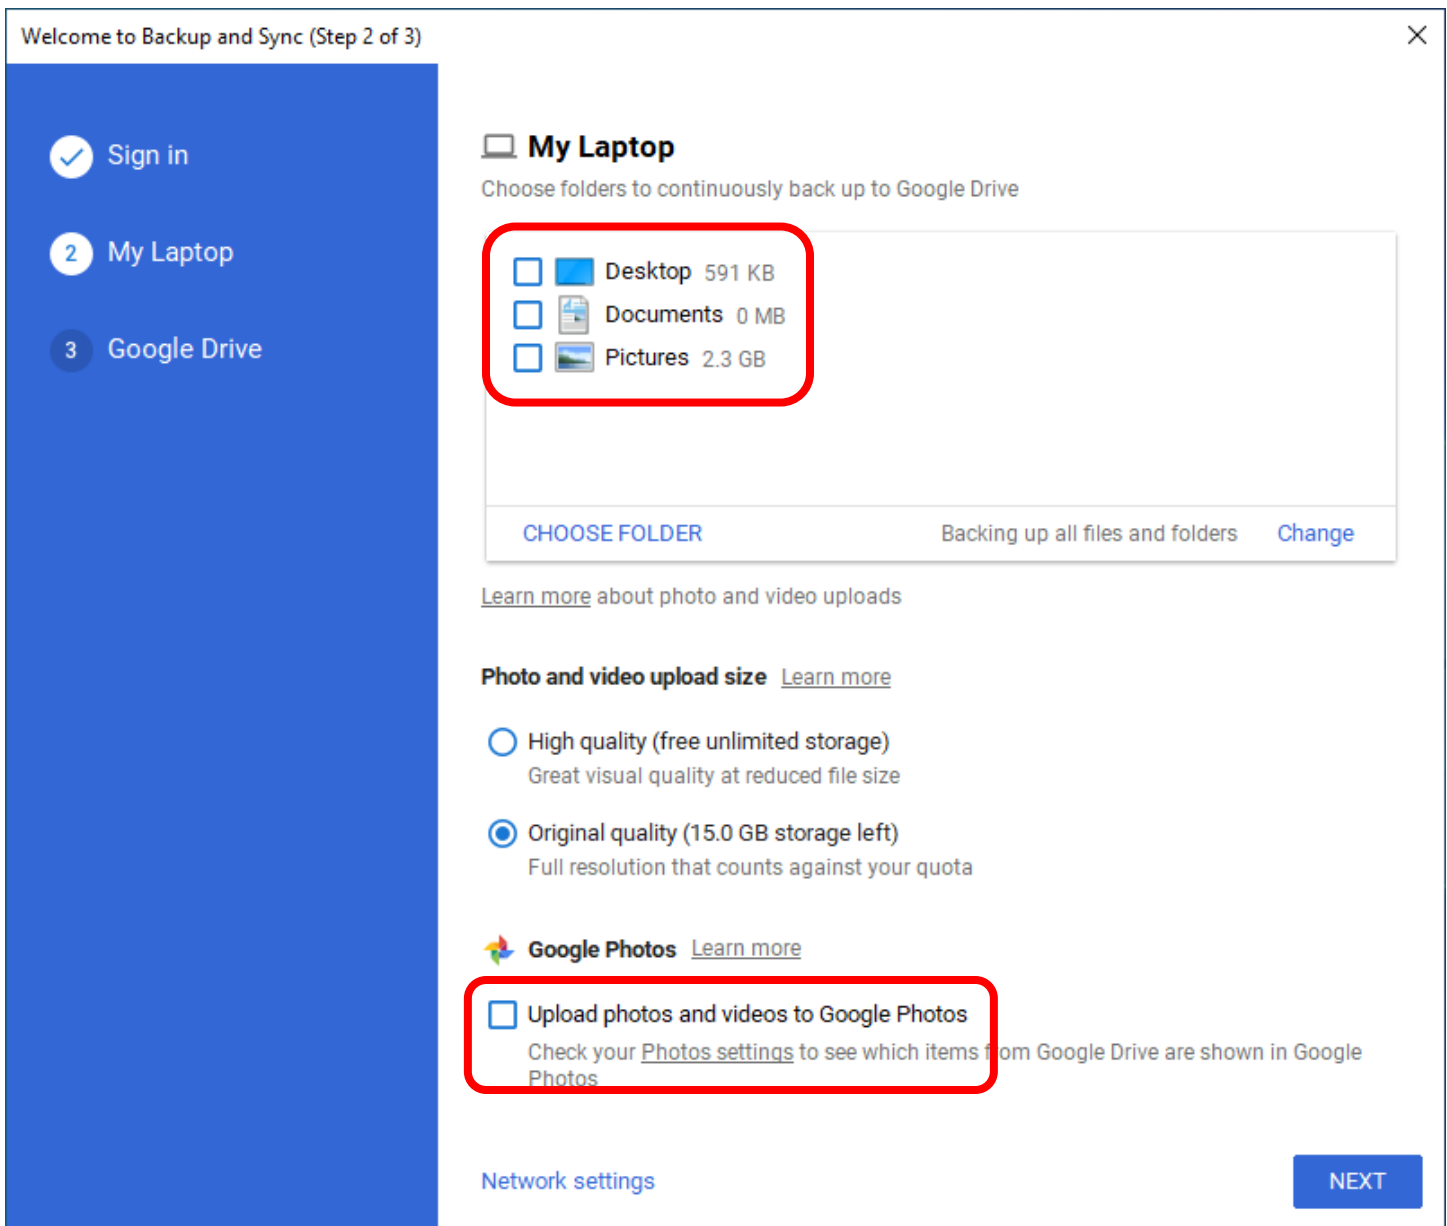 Welcome to Backup and Sync (Step 2 of 3)
Sign in
2 My Laptop
3 Google Drive
My Laptop
Choose folders to continuously back up to Google Drive
Desktop 591 KB
Documents 0 MB
Pictures 2.3 GB
CHOOSE FOLDER Backing up all files and folders Change
Learn more about photo and video uploads
Photo and video upload size Learn more
High quality (free unlimited storage)
Great visual quality at reduced file size
Original quality (15.0 GB storage left)
Full resolution that counts against your quota
Google Photos Learn more
Upload photos and videos to Google Photos
Check your Photos settings to see which items from Google Drive are shown in Google
Photos
Network settings NEXT